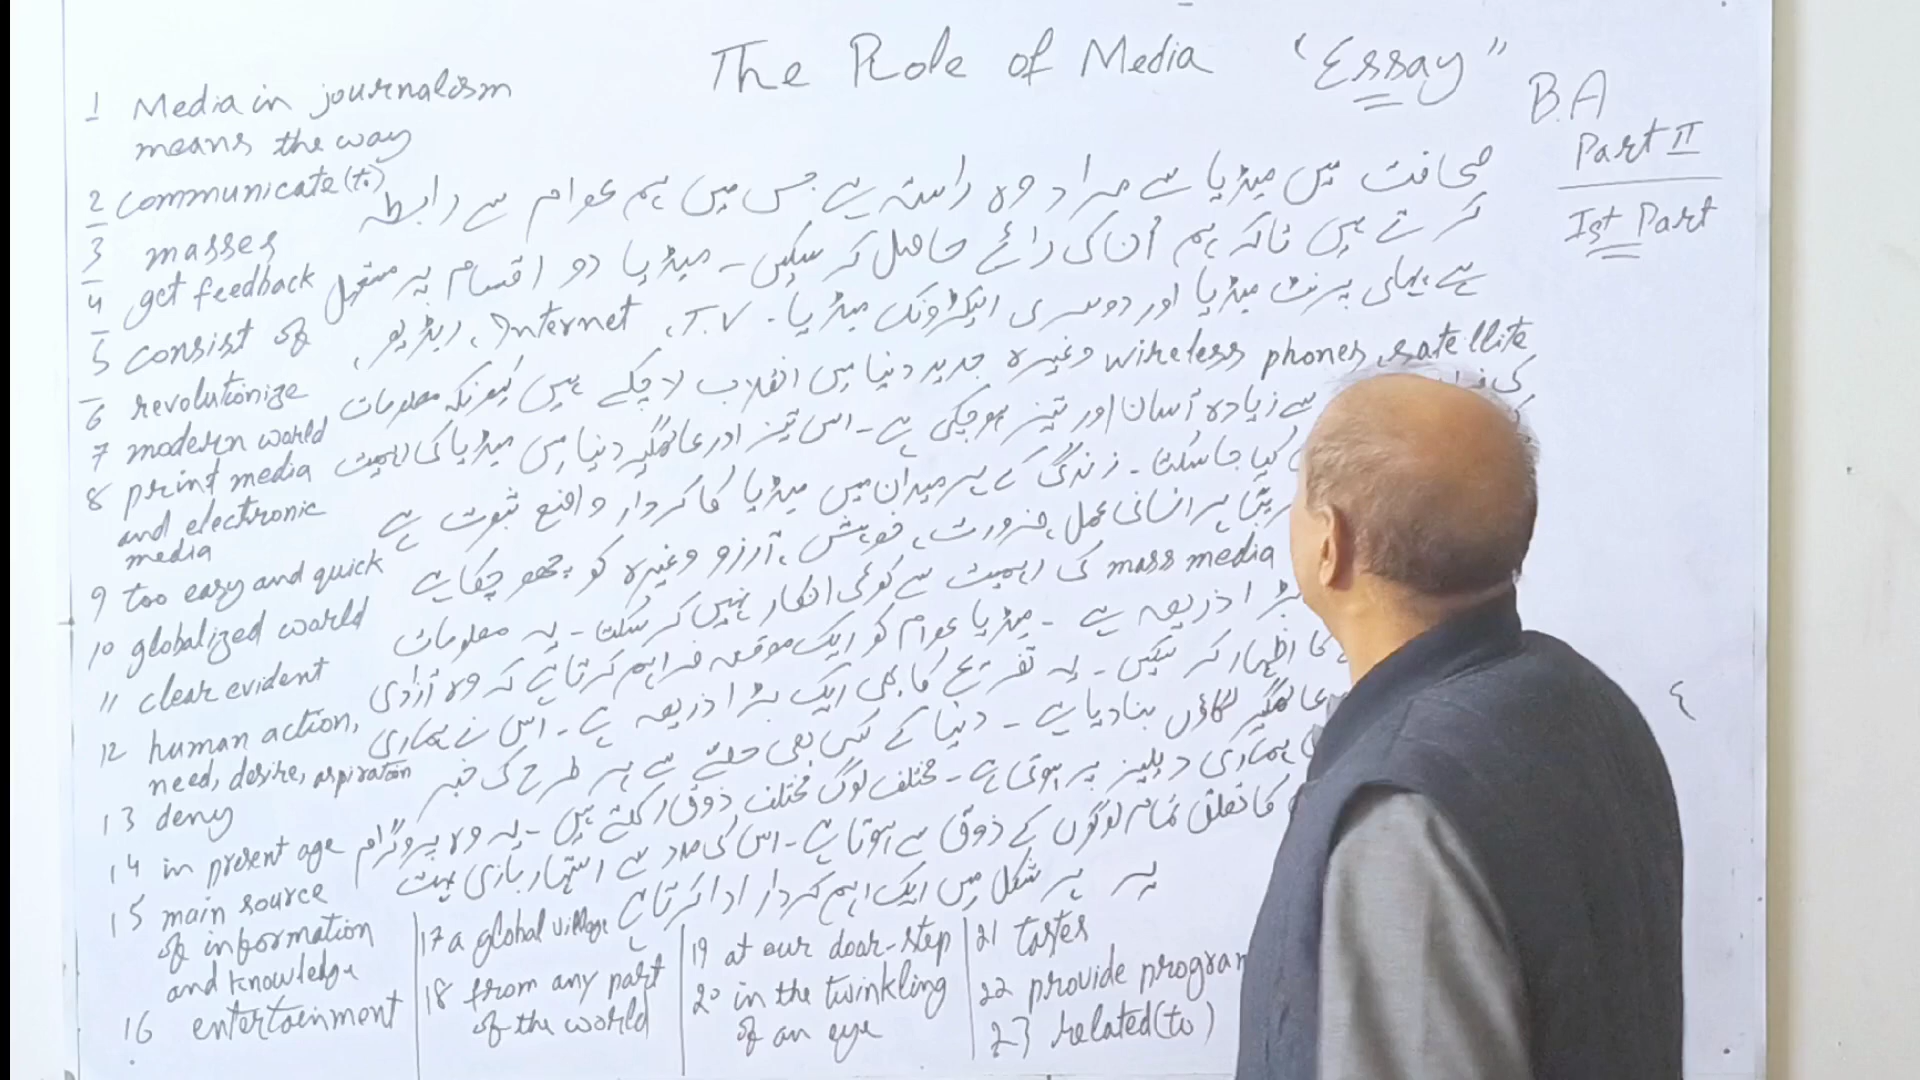 The Role of Media "Essay"
B.A
Part II
Ist Part
1 Media in journalism
means the way
2 communicate(to)
3 masses
4 get feedback
5 consist of
6 revolutionize
7 modern world
8 print media
and electronic
media
9 too easy and quick
10 globalized world
11 clear evident
12 human action,
need, desire, aspiration
13 deny
14 in present age
15 main source
of information
and knowledge
16 entertainment
17 a global village
18 from any part
of the world
19 at our door-step
20 in the twinkling
of an eye
21 tastes
22 provide program
23 related(to)
صحافت میں میڈیا سے مراد وہ راستہ ہے جس میں ہم عوام سے رابطہ
کرتے ہیں تاکہ ہم اُن کی رائے حاصل کر سکیں۔ میڈیا دو اقسام پہ مشتمل
ہے پہلی پرنٹ میڈیا اور دوسری الیکٹرونک میڈیا۔ T.V، Internet، ریڈیو،
wireless phones, satellite وغیرہ جدید دنیا میں انقلاب لا چکے ہیں کیونکہ معلومات
کی سے زیادہ آسان اور تیز ہو چکی ہے۔ اس تیز اور عالمگیر دنیا میں میڈیا کی اہمیت
کیا جا سکتا۔ زندگی کے ہر میدان میں میڈیا کا کردار واضع ثبوت ہے
ہر انسانی عمل، ضرورت، خوہش، آرزو وغیرہ کو چھو چکا ہے
mass media کی اہمیت سے کوئی انکار نہیں کر سکتا۔ یہ معلومات
بڑا ذریعہ ہے۔ میڈیا عوام کو ایک موقعہ فراہم کرتا ہے کہ وہ آزادی
کا اظہار کر سکیں۔ یہ تفریح کا بھی ایک بڑا ذریعہ ہے۔ اس نے ہماری
عالمگیر گاؤں بنا دیا ہے۔ دنیا کے کسی بھی حصّے سے ہر طرح کی خبر
ہماری دہلیز پر ہوتی ہے۔ مختلف لوگ مختلف ذوق رکھتے ہیں۔ یہ وہ پروگرام
کا تعلق تمام لوگوں کے ذوق سے ہوتا ہے۔ اس کی مدد سے اشتہار بازی بہت
یہ ہر شکل میں ایک اہم کردار ادا کرتا ہے